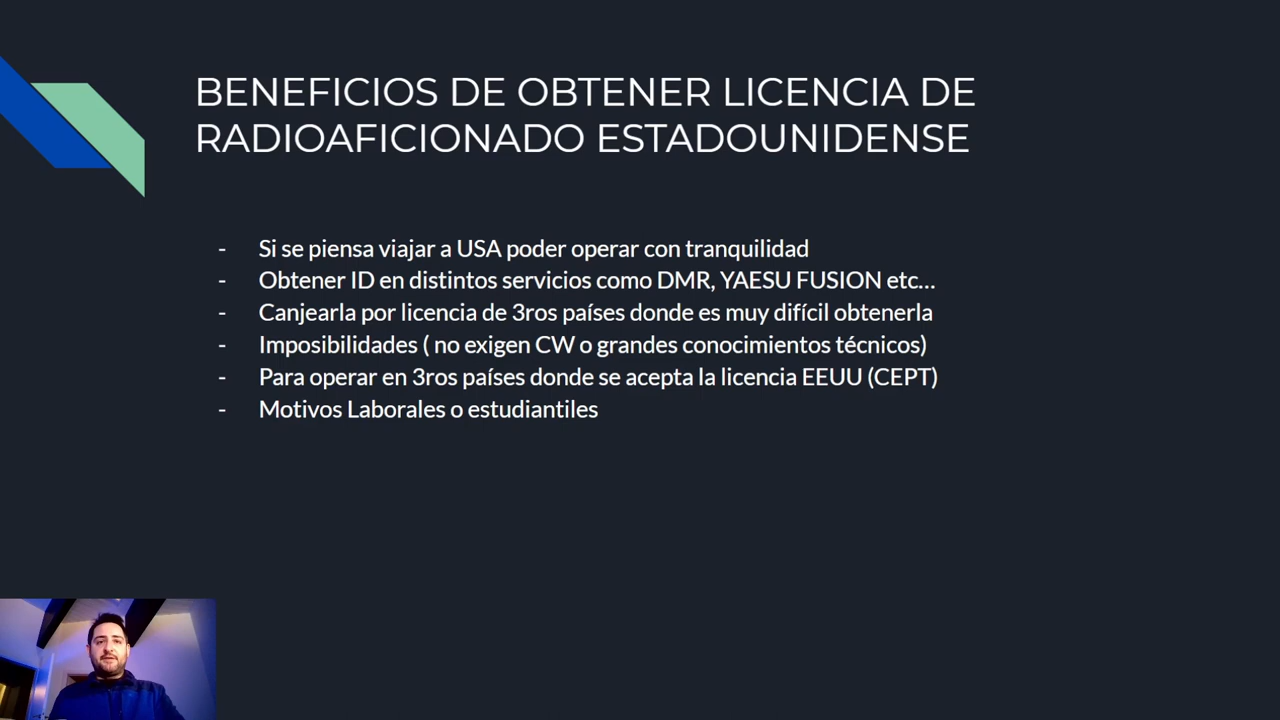 BENEFICIOS DE OBTENER LICENCIA DE
RADIOAFICIONADO ESTADOUNIDENSE
- Si se piensa viajar a USA poder operar con tranquilidad
- Obtener ID en distintos servicios como DMR, YAESU FUSION etc...
- Canjearla por licencia de 3ros países donde es muy difícil obtenerla
- Imposibilidades ( no exigen CW o grandes conocimientos técnicos)
- Para operar en 3ros países donde se acepta la licencia EEUU (CEPT)
- Motivos Laborales o estudiantiles